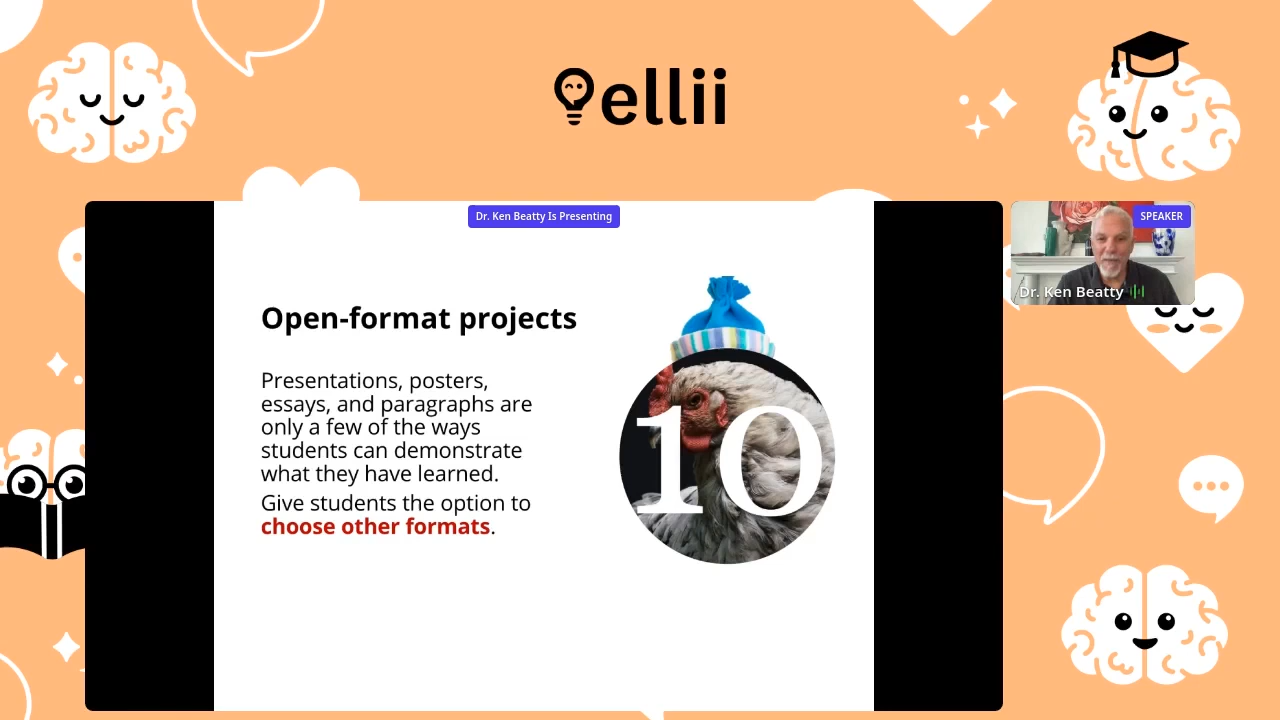 ellii
Dr. Ken Beatty Is Presenting
SPEAKER
Dr. Ken Beatty
Open-format projects
10
Presentations, posters,
essays, and paragraphs are
only a few of the ways
students can demonstrate
what they have learned.
Give students the option to
choose other formats.